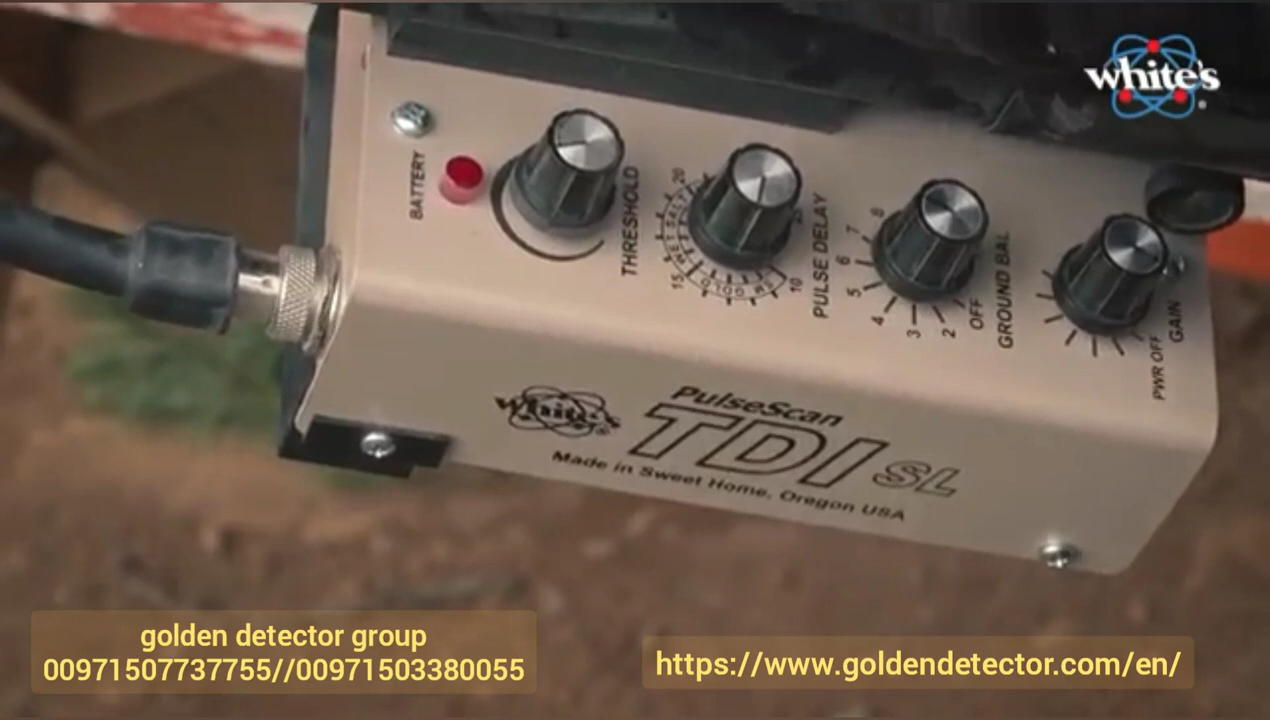 white's
BATTERY
THRESHOLD
20
15
10
PULSE DELAY
8
7
6
5
4
3
2
OFF
GROUND BAL
PWR OFF
GAIN
White's
PulseScan
TDI SL
Made in Sweet Home, Oregon USA
golden detector group
00971507737755//00971503380055
https://www.goldendetector.com/en/